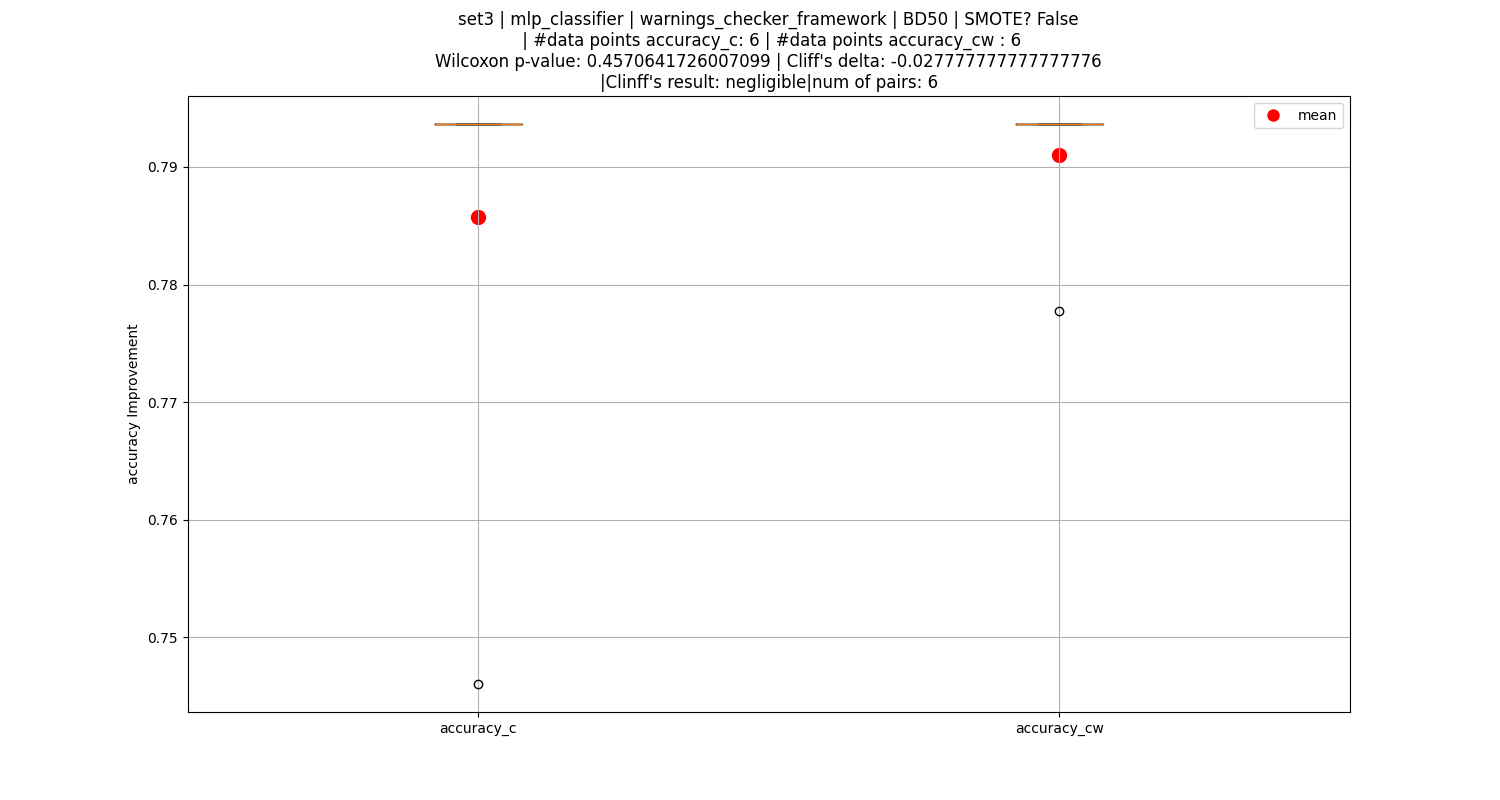 set3 | mlp_classifier | warnings_checker_framework | BD50 | SMOTE? False
| #data points accuracy_c: 6 | #data points accuracy_cw : 6
Wilcoxon p-value: 0.4570641726007099 | Cliff's delta: -0.027777777777777776
|Clinff's result: negligible|num of pairs: 6
mean
0.79
0.78
0.77
0.76
0.75
accuracy Improvement
accuracy_c
accuracy_cw